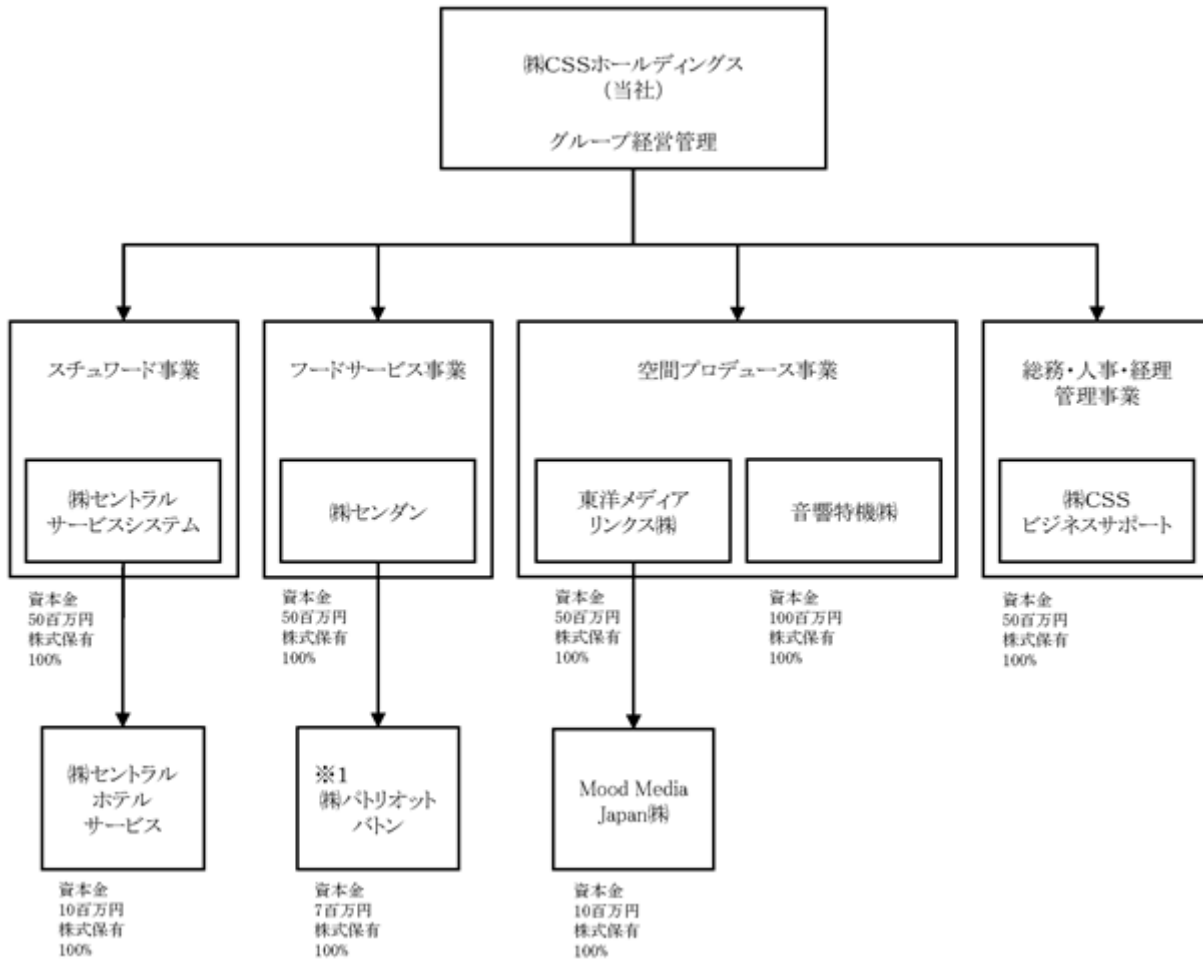 ㈱CSSホールディングス
(当社)
グループ経営管理
スチュワード事業
㈱セントラル
サービスシステム
資本金
50百万円
株式保有
100%
フードサービス事業
㈱センダン
資本金
50百万円
株式保有
100%
空間プロデュース事業
東洋メディア
リンクス㈱
資本金
50百万円
株式保有
100%
音響特機㈱
資本金
100百万円
株式保有
100%
総務・人事・経理
管理事業
㈱CSS
ビジネスサポート
資本金
50百万円
株式保有
100%
㈱セントラル
ホテル
サービス
資本金
10百万円
株式保有
100%
※1
㈱パトリオット
バトン
資本金
7百万円
株式保有
100%
Mood Media
Japan㈱
資本金
10百万円
株式保有
100%